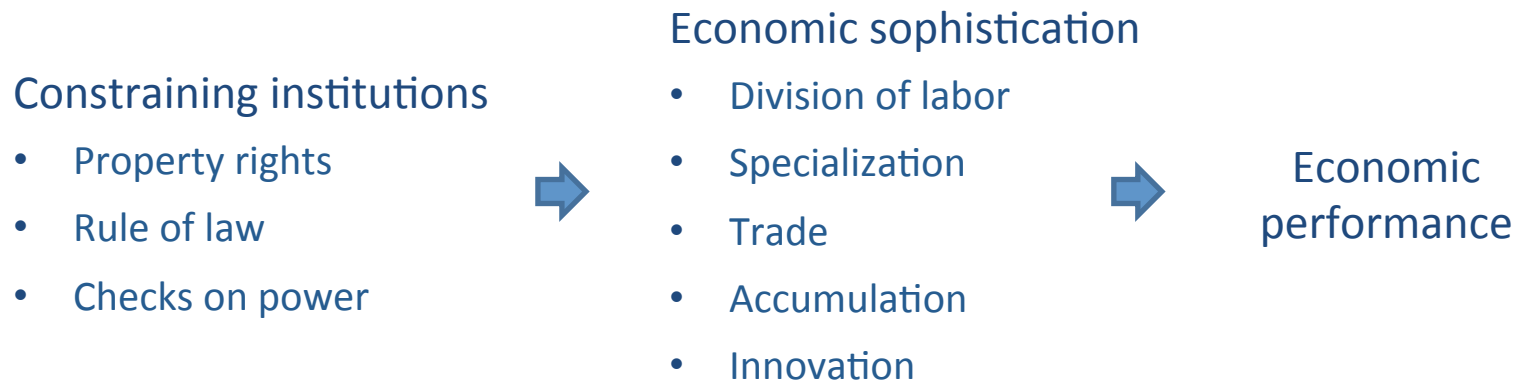 Constraining institutions
• Property rights
• Rule of law
• Checks on power
Economic sophistication
• Division of labor
• Specialization
• Trade
• Accumulation
• Innovation
Economic
performance